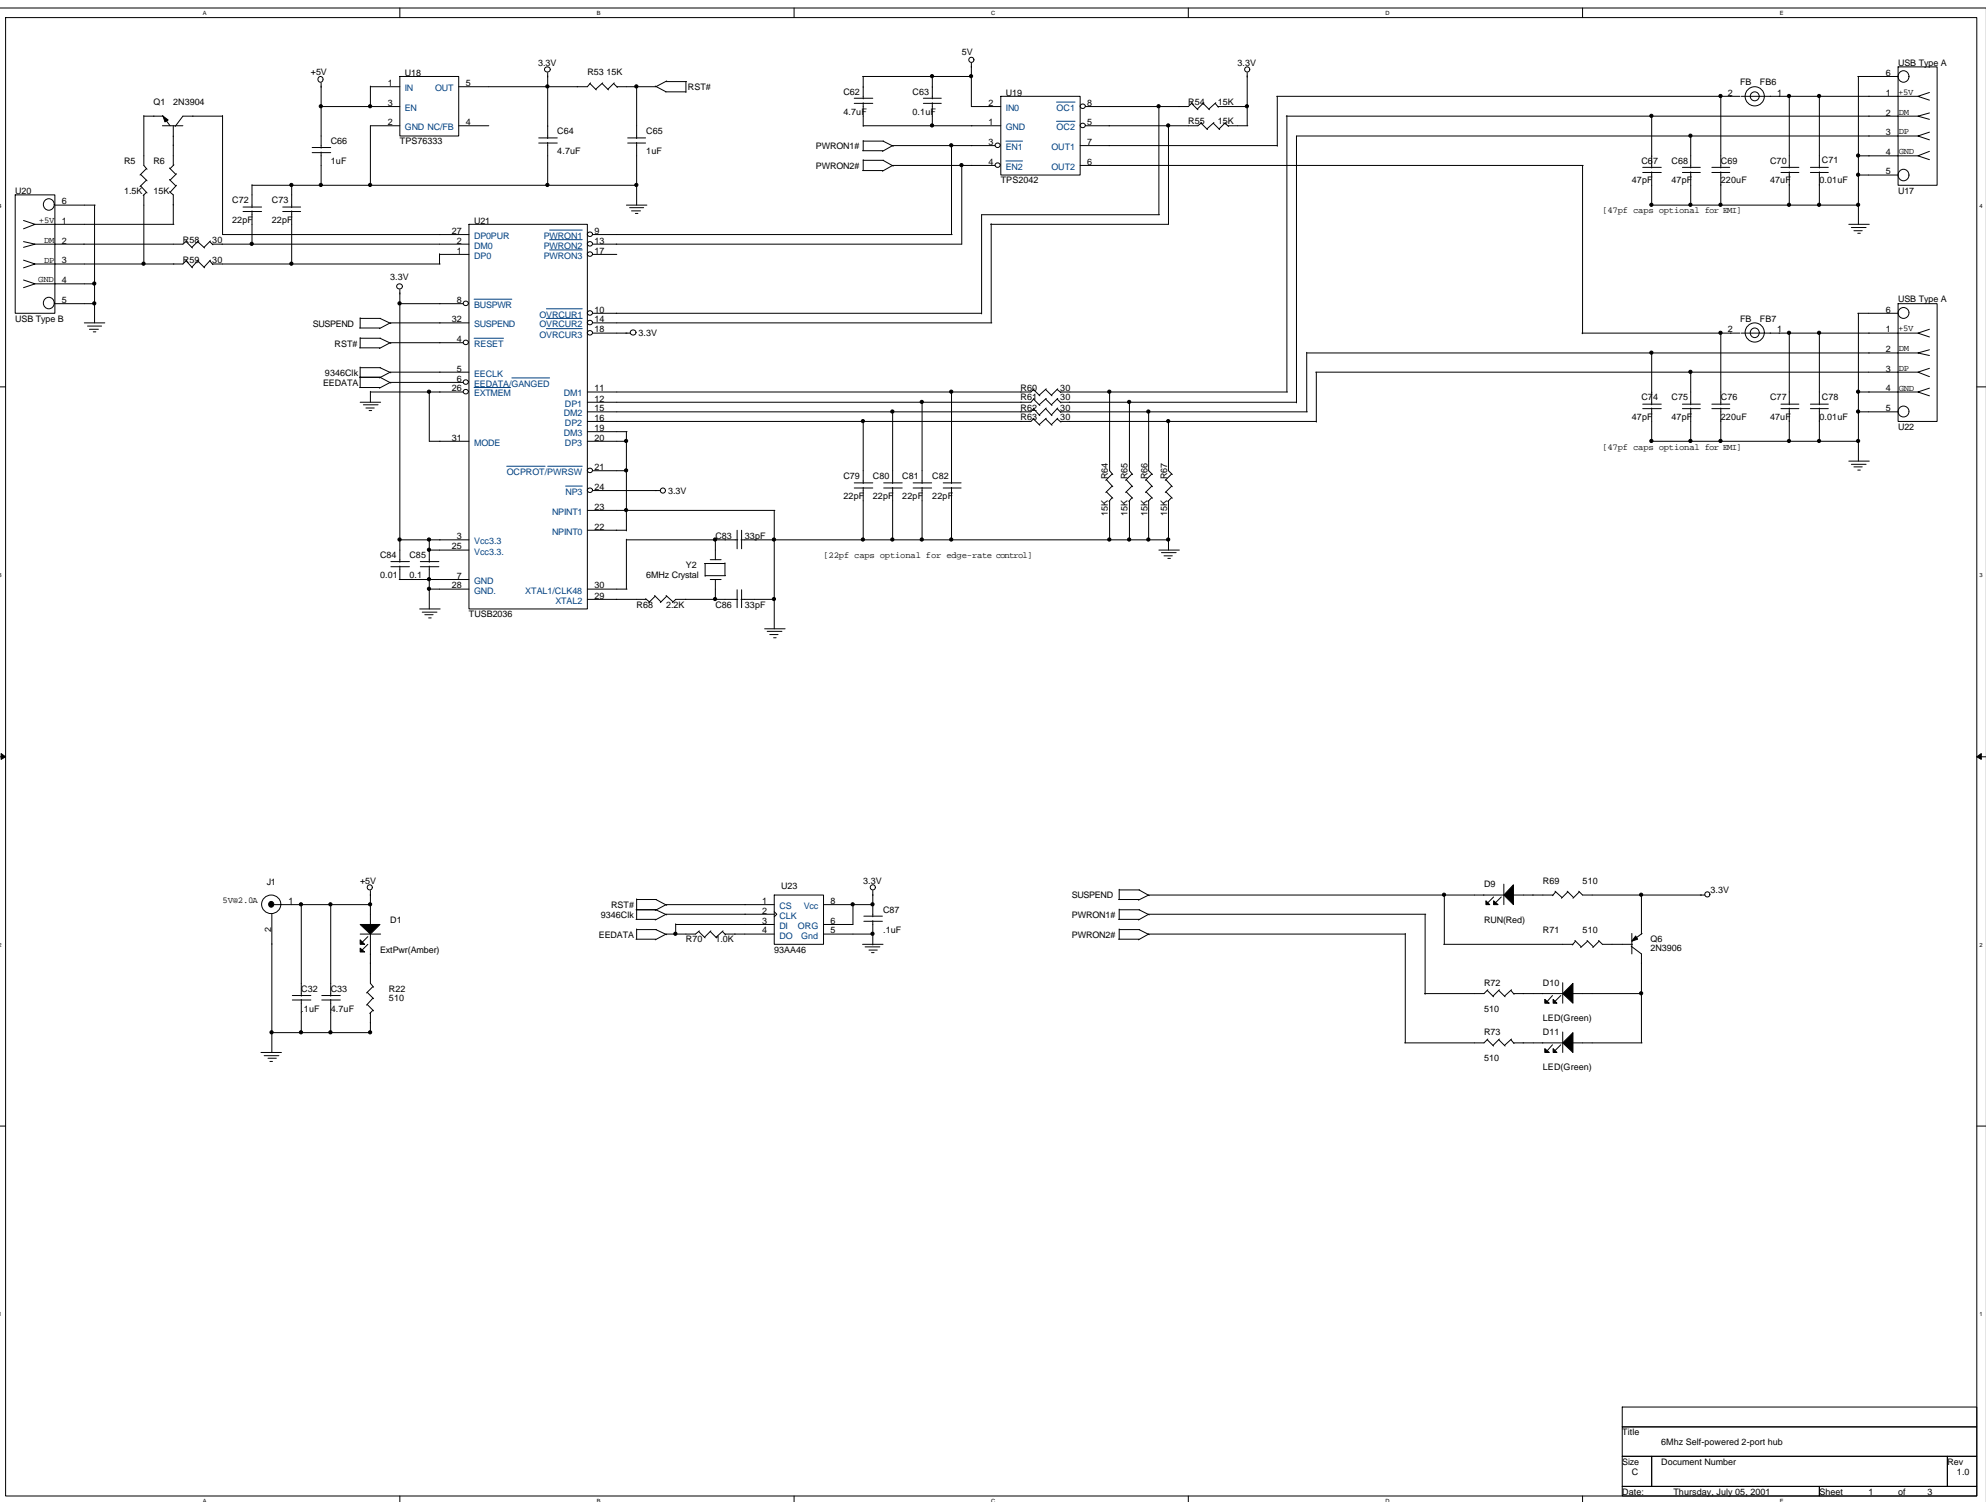 A B C D E
Q1 2N3904
R5
1.5K
R6
15K
U20
+5V 1
DM 2
DP 3
GND 4
5
6
USB Type B
R58 30
R59 30
C72
22pF
C73
22pF
+5V
C66
1uF
U18
1 IN
3 EN
2 GND NC/FB 4
OUT 5
TPS76333
3.3V
R53 15K
RST#
C64
4.7uF
C65
1uF
U21
27 DP0PUR
2 DM0
1 DP0
8 BUSPWR
32 SUSPEND
4 RESET
5 EECLK
6 EEDATA/GANGED
26 EXTMEM
31 MODE
3 Vcc3.3
25 Vcc3.3.
7 GND
28 GND.
PWRON1 9
PWRON2 13
PWRON3 17
OVRCUR1 10
OVRCUR2 14
OVRCUR3 18
3.3V
DM1 11
DP1 12
DM2 15
DP2 16
DM3 19
DP3 20
OCPROT/PWRSW 21
NP3 24
3.3V
NPINT1 23
NPINT0 22
XTAL1/CLK48 30
XTAL2 29
TUSB2036
3.3V
SUSPEND
RST#
9346Clk
EEDATA
C84
0.01
C85
0.1
C83 33pF
Y2
6MHz Crystal
R68 2.2K
C86 33pF
5V
C62
4.7uF
C63
0.1uF
PWRON1#
PWRON2#
U19
2 IN0
1 GND
3 EN1
4 EN2
OC1 8
OC2 5
OUT1 7
OUT2 6
TPS2042
R54 15K
R55 15K
3.3V
R60 30
R61 30
R62 30
R63 30
C79
22pF
C80
22pF
C81
22pF
C82
22pF
R64
15K
R65
15K
R66
15K
R67
15K
[22pf caps optional for edge-rate control]
FB FB6
2 1
C67
47pF
C68
47pF
C69
220uF
C70
47uF
C71
0.01uF
[47pf caps optional for EMI]
USB Type A
6
1 +5V
2 DM
3 DP
4 GND
5
U17
FB FB7
2 1
C74
47pF
C75
47pF
C76
220uF
C77
47uF
C78
0.01uF
[47pf caps optional for EMI]
USB Type A
6
1 +5V
2 DM
3 DP
4 GND
5
U22
J1
5V@2.0A
1
2
+5V
D1
ExtPwr(Amber)
C32
.1uF
C33
4.7uF
R22
510
RST#
9346Clk
EEDATA
R70 1.0K
U23
1 CS Vcc 8
2 CLK
3 DI ORG 6
4 DO Gnd 5
93AA46
3.3V
C87
.1uF
SUSPEND
PWRON1#
PWRON2#
D9
RUN(Red)
R69 510
3.3V
R71 510
Q6
2N3906
R72
510
D10
LED(Green)
R73
510
D11
LED(Green)
Title
6Mhz Self-powered 2-port hub
Size
C
Document Number
Rev
1.0
Date: Thursday, July 05, 2001
Sheet 1 of 3
A B C D E